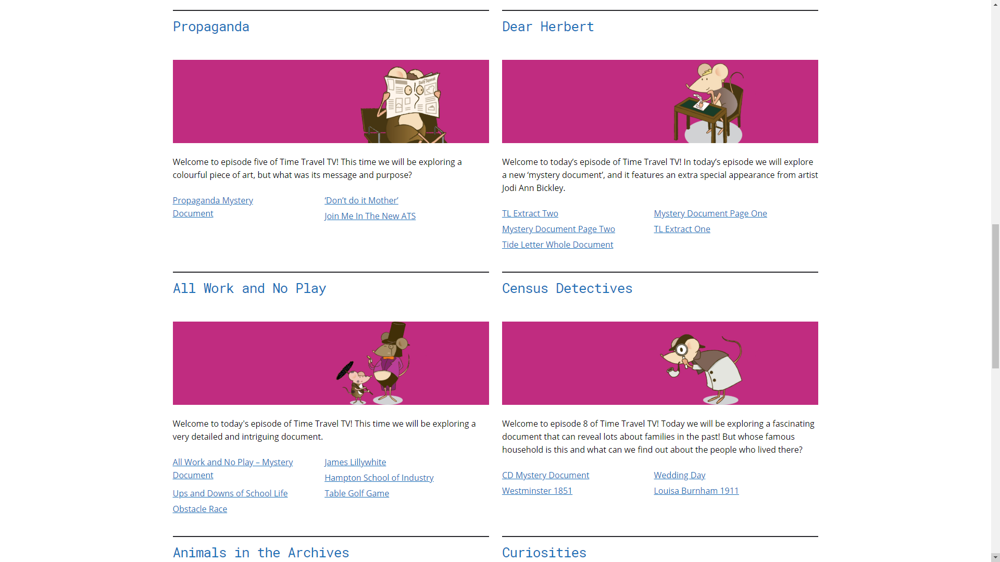 Propaganda
Daily Squeak
Welcome to episode five of Time Travel TV! This time we will be exploring a
colourful piece of art, but what was its message and purpose?
Propaganda Mystery
Document
‘Don’t do it Mother’
Join Me In The New ATS
Dear Herbert
Welcome to today’s episode of Time Travel TV! In today’s episode we will explore
a new ‘mystery document’, and it features an extra special appearance from artist
Jodi Ann Bickley.
TL Extract Two
Mystery Document Page One
Mystery Document Page Two
TL Extract One
Tide Letter Whole Document
All Work and No Play
Welcome to today's episode of Time Travel TV! This time we will be exploring a
very detailed and intriguing document.
All Work and No Play – Mystery
Document
James Lillywhite
Hampton School of Industry
Ups and Downs of School Life
Table Golf Game
Obstacle Race
Census Detectives
Welcome to episode 8 of Time Travel TV! Today we will be exploring a fascinating
document that can reveal lots about families in the past! But whose famous
household is this and what can we find out about the people who lived there?
CD Mystery Document
Wedding Day
Westminster 1851
Louisa Burnham 1911
Animals in the Archives
Curiosities